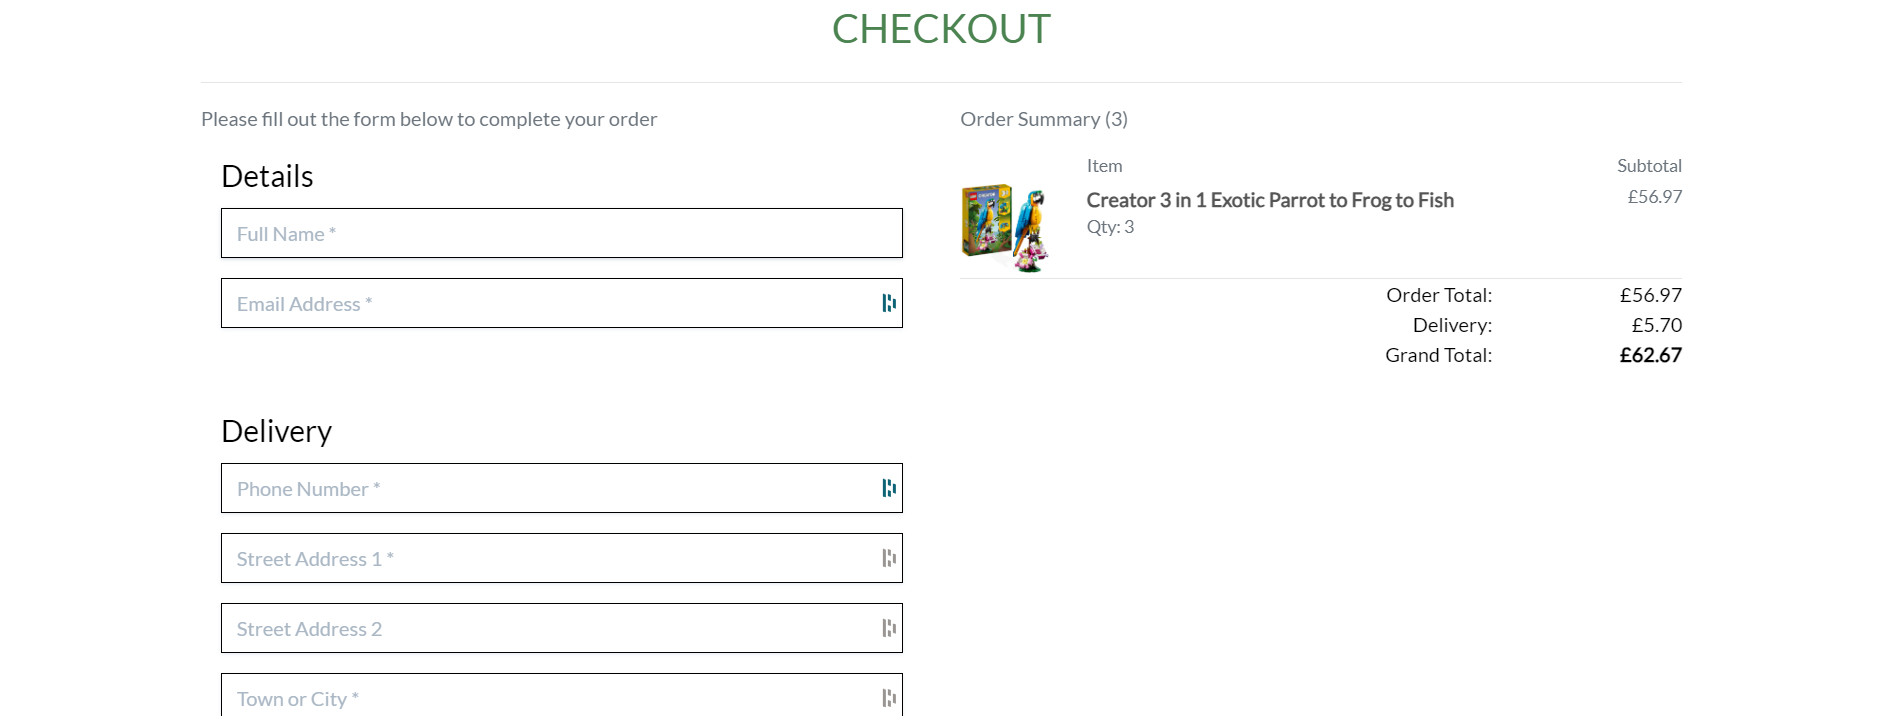 CHECKOUT
Please fill out the form below to complete your order
Details
Full Name *
Email Address *
Delivery
Phone Number *
Street Address 1 *
Street Address 2
Town or City *
Order Summary (3)
Item Subtotal
Creator 3 in 1 Exotic Parrot to Frog to Fish £56.97
Qty: 3
Order Total: £56.97
Delivery: £5.70
Grand Total: £62.67